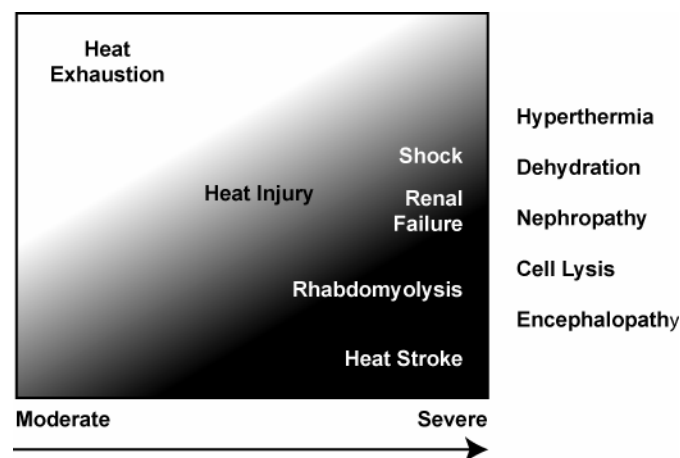 Heat
Exhaustion
Hyperthermia
Shock
Dehydration
Heat Injury
Renal
Failure
Nephropathy
Cell Lysis
Rhabdomyolysis
Encephalopathy
Heat Stroke
Moderate
Severe